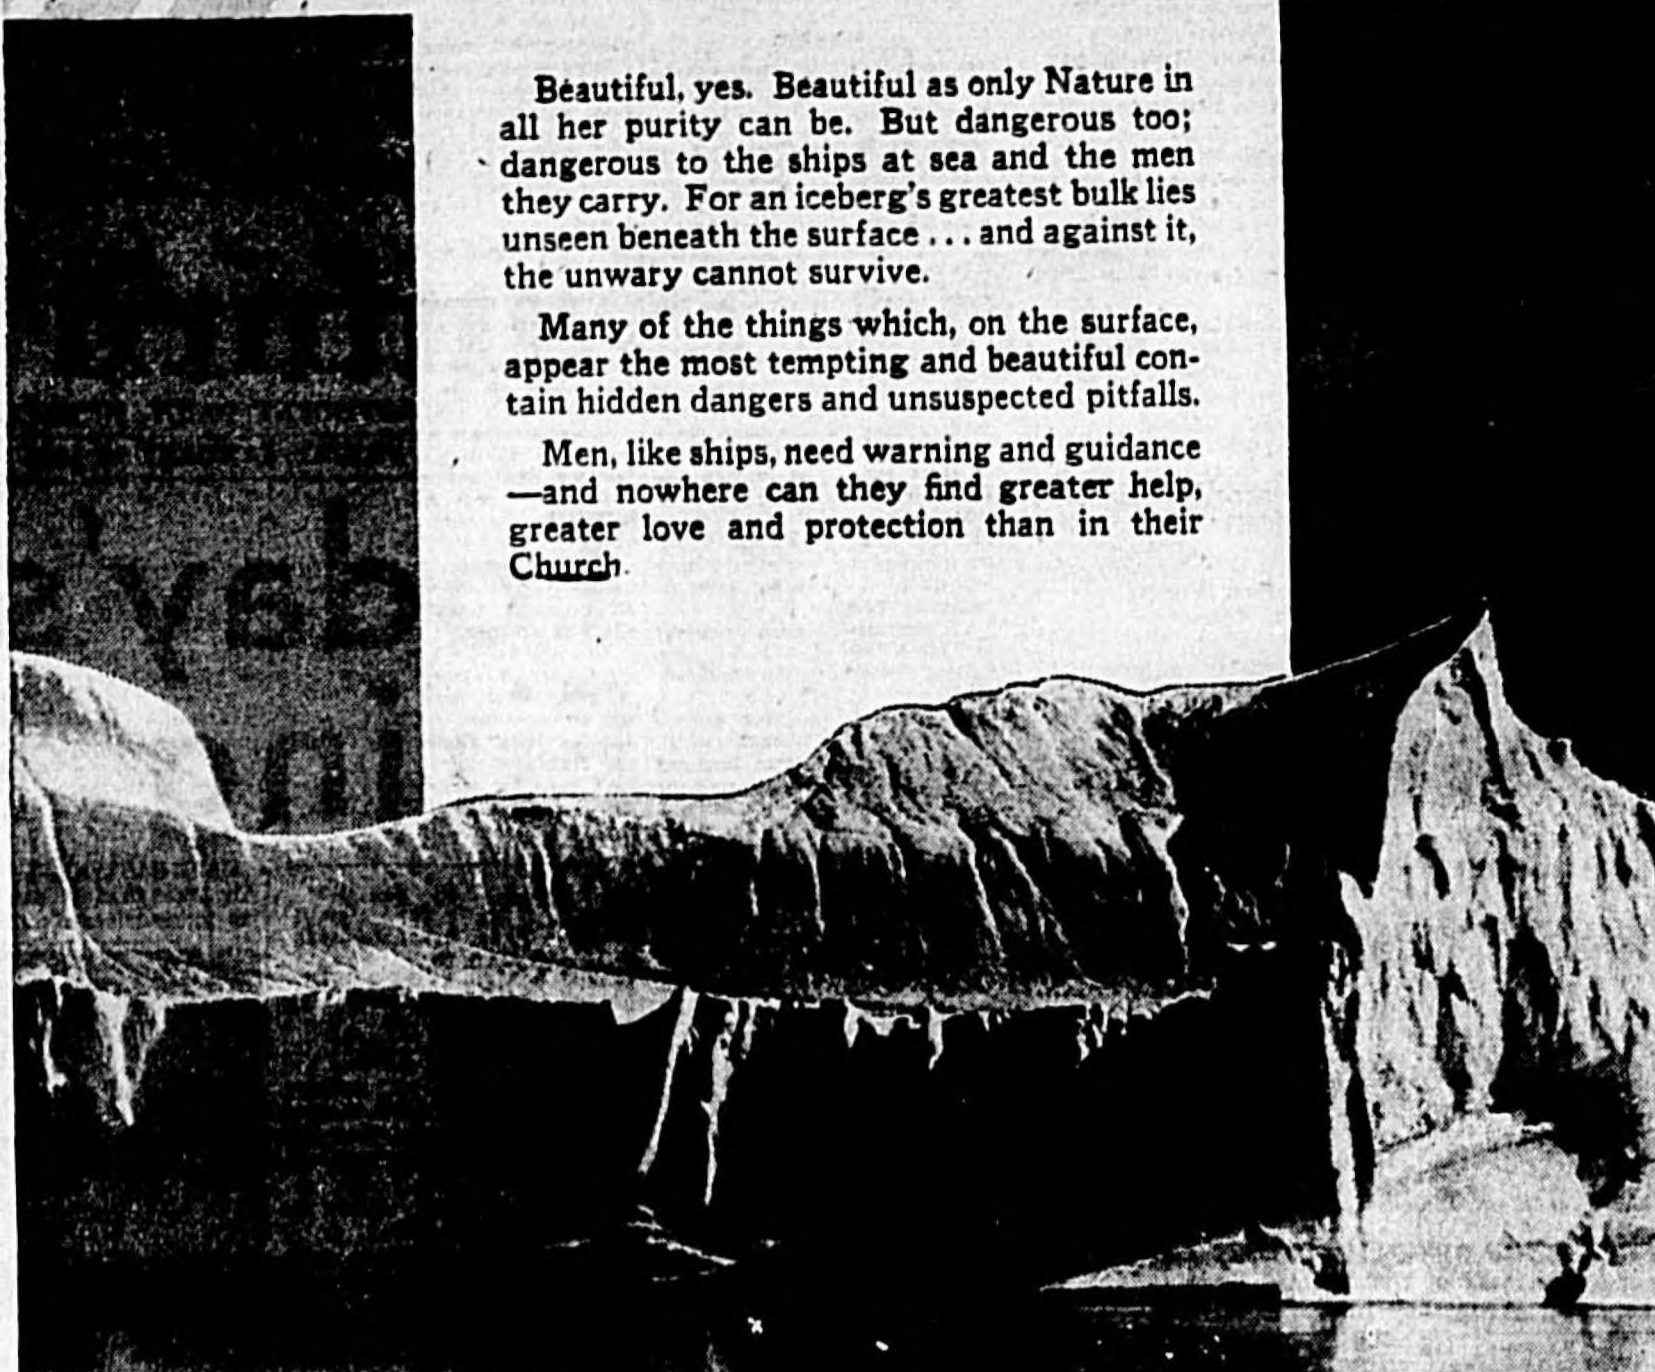 Beautiful, yes. Beautiful as only Nature in
all her purity can be. But dangerous too;
dangerous to the ships at sea and the men
they carry. For an iceberg's greatest bulk lies
unseen beneath the surface . . . and against it,
the unwary cannot survive.
Many of the things which, on the surface,
appear the most tempting and beautiful con-
tain hidden dangers and unsuspected pitfalls.
Men, like ships, need warning and guidance
—and nowhere can they find greater help,
greater love and protection than in their
Church.